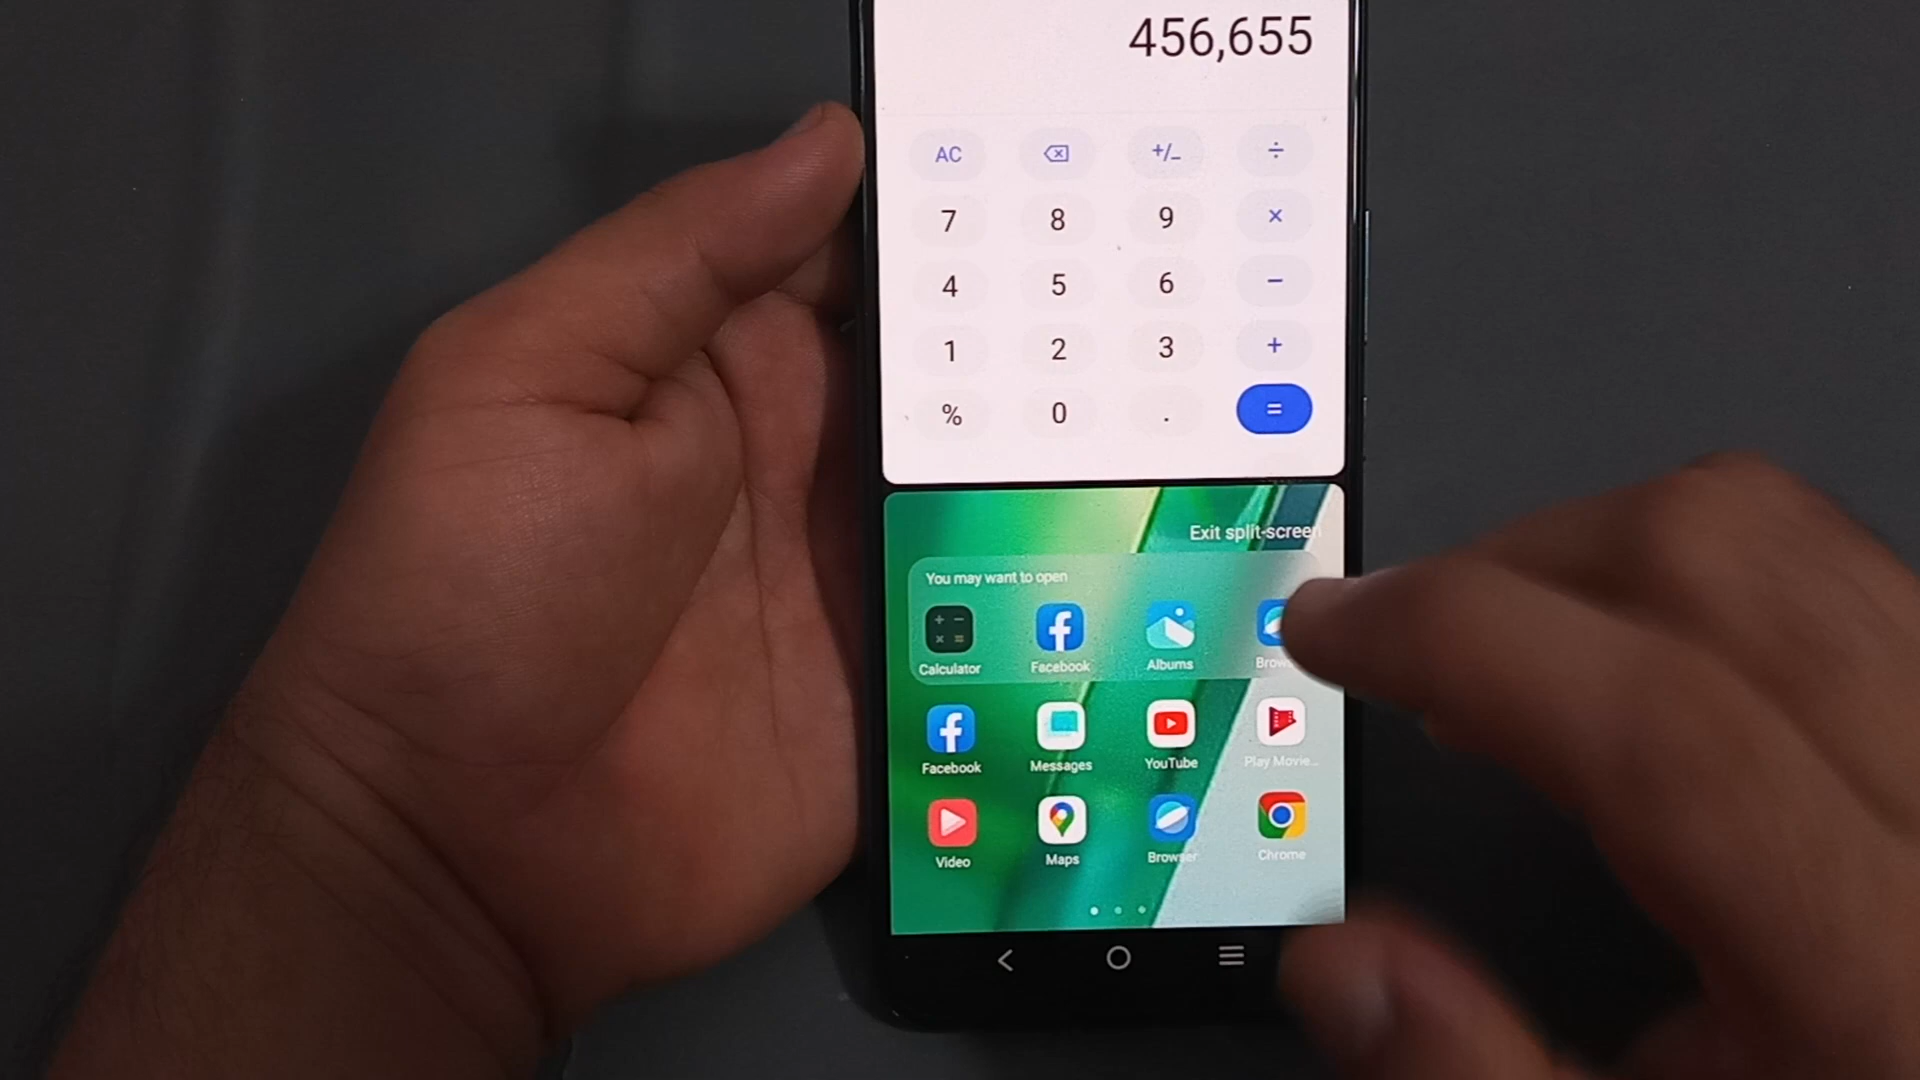 456,655
AC +/- ÷
7 8 9 ×
4 5 6 −
1 2 3 +
% 0 . =
Exit split-screen
You may want to open
Calculator Facebook Albums
Facebook Messages YouTube Play Movie...
Video Maps Browser Chrome